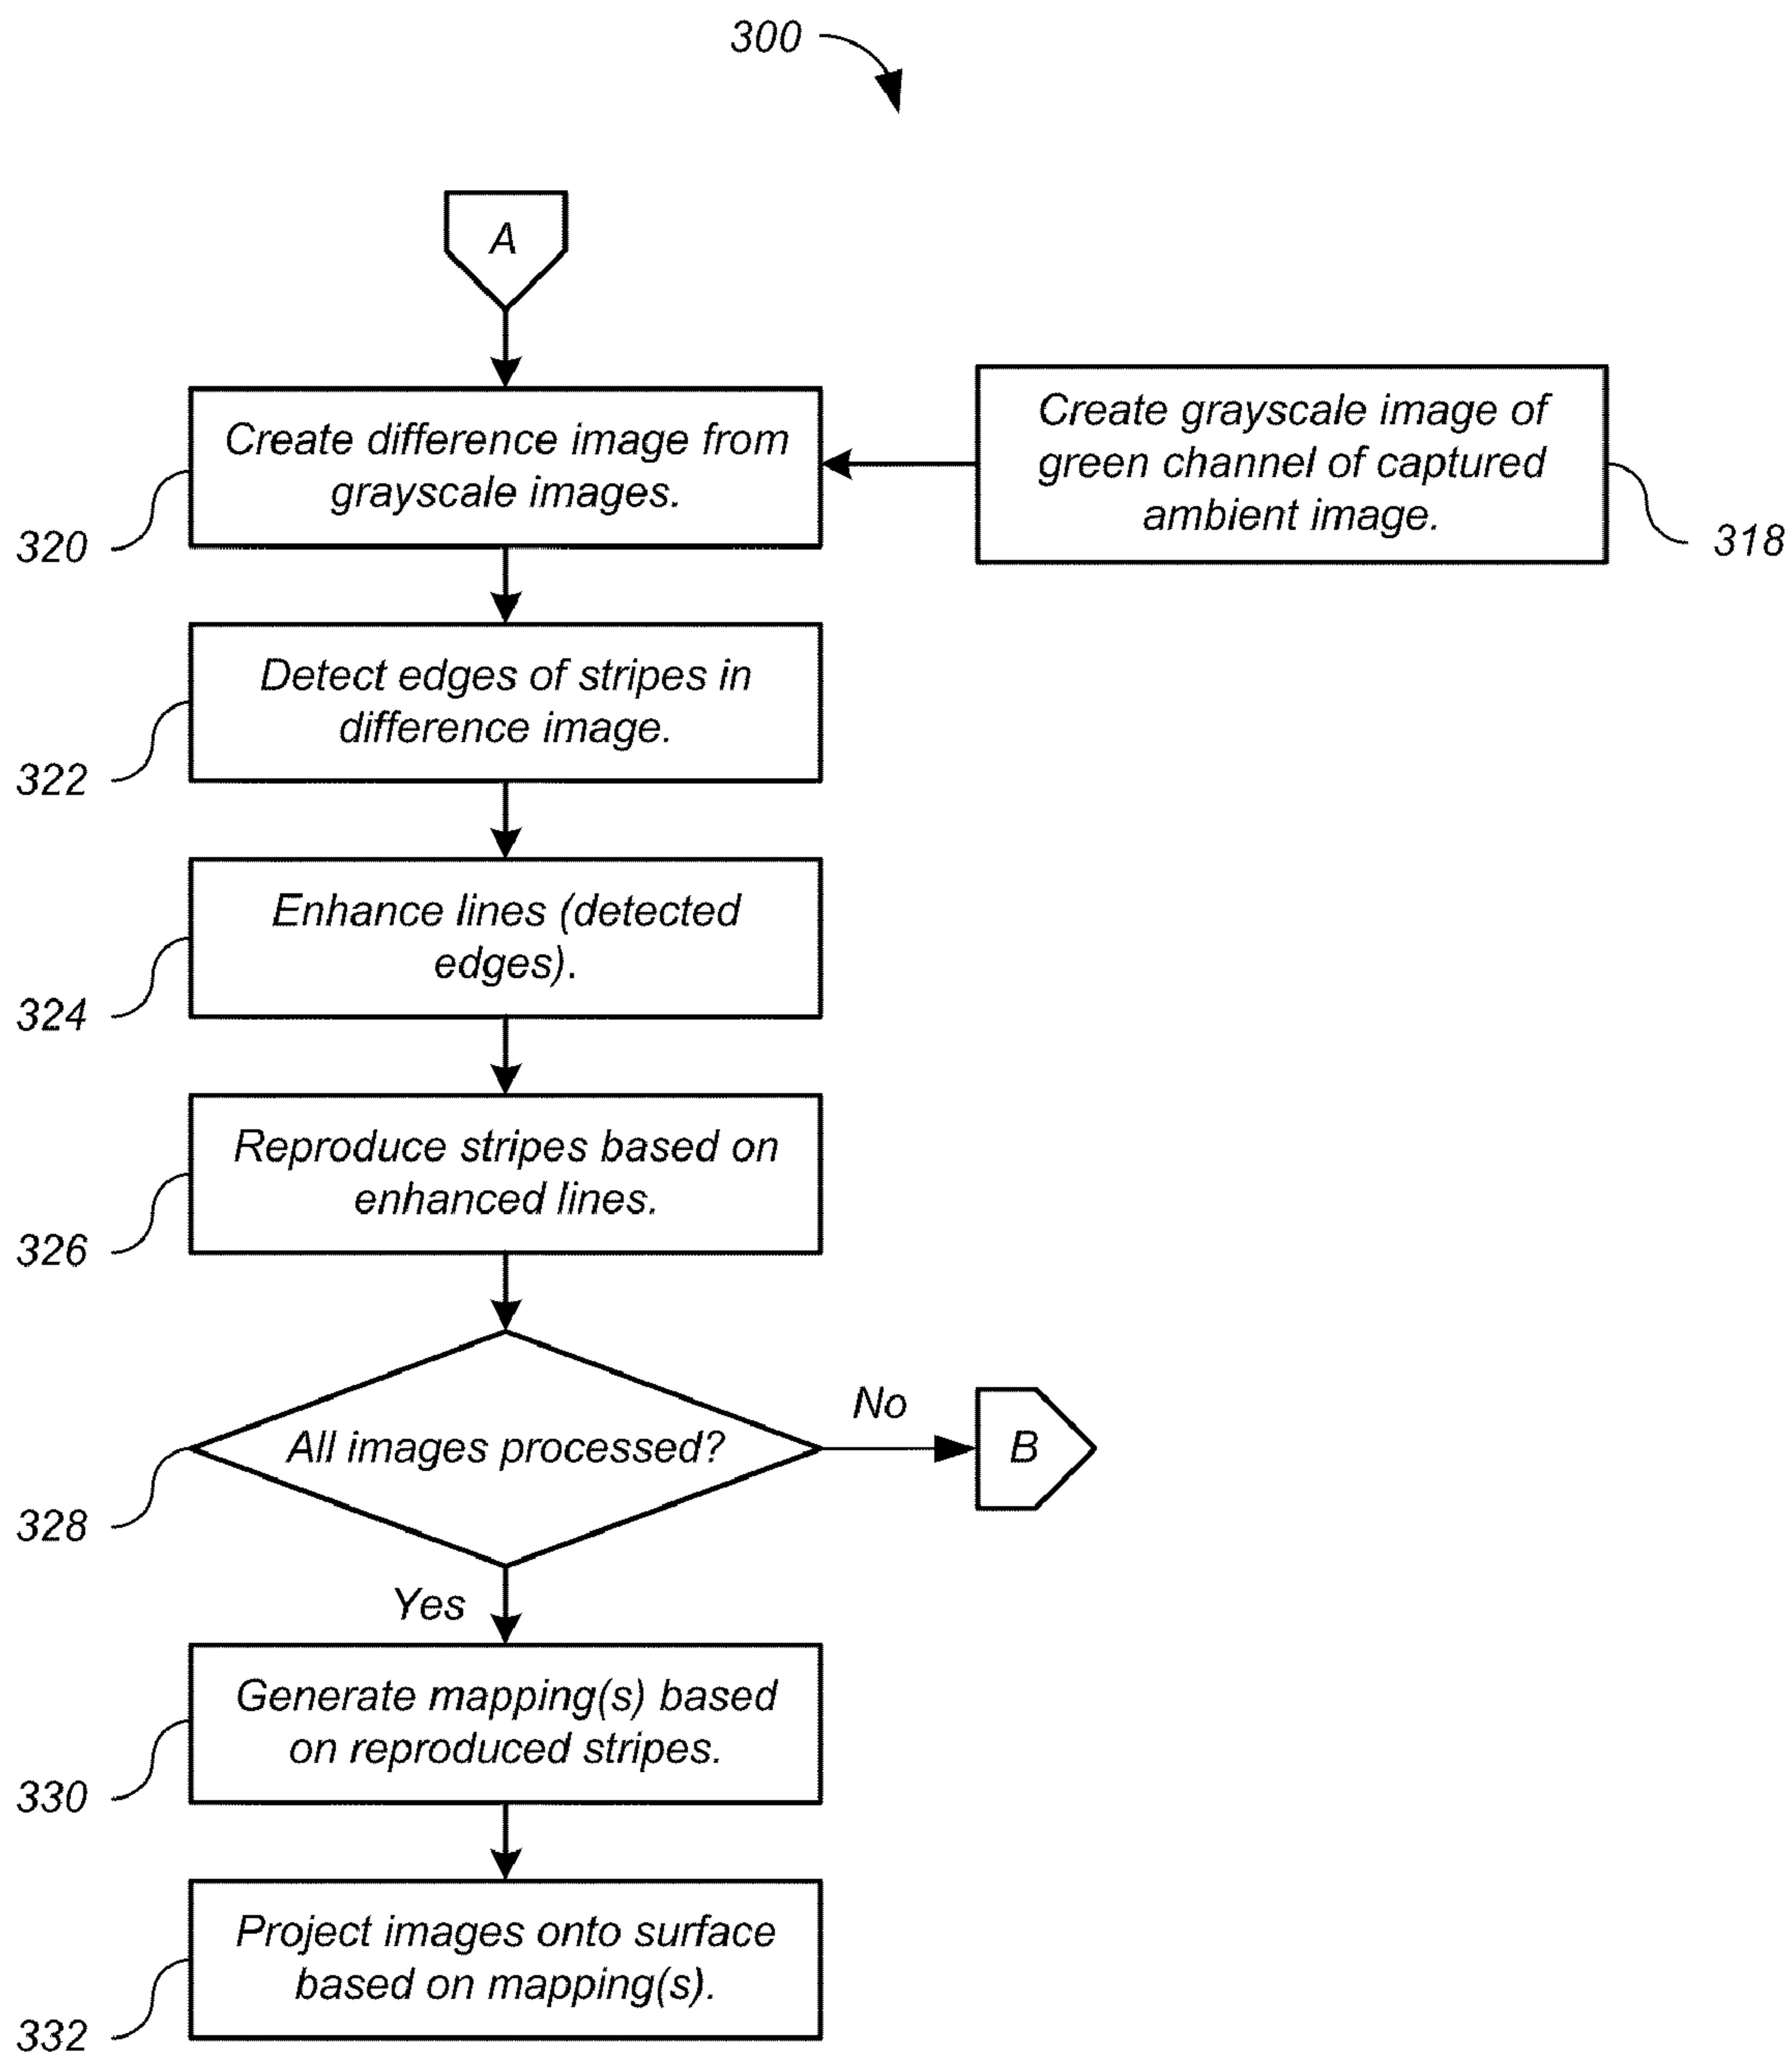 300
A
Create difference image from
grayscale images.
320
Create grayscale image of
green channel of captured
ambient image.
318
Detect edges of stripes in
difference image.
322
Enhance lines (detected
edges).
324
Reproduce stripes based on
enhanced lines.
326
All images processed?
328
No
B
Yes
Generate mapping(s) based
on reproduced stripes.
330
Project images onto surface
based on mapping(s).
332